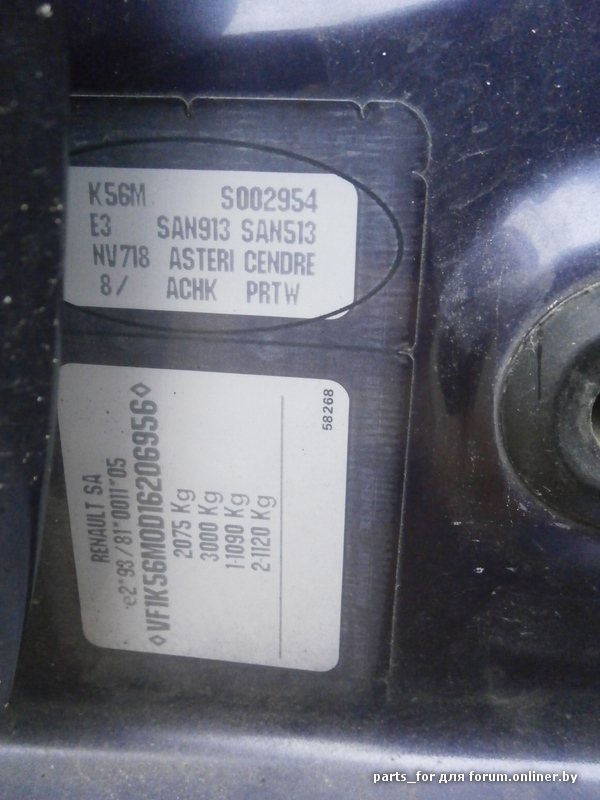 K56M S002954
E3 SAN913 SAN513
NV718 ASTERI CENDRE
8/ ACHK PRTW
RENAULT SA
e2*93/81*0011*05
◊VF1K56M0D16206956◊
2075 Kg
3000 Kg
1-1090 Kg
2-1120 Kg
58268
parts_for для forum.onliner.by